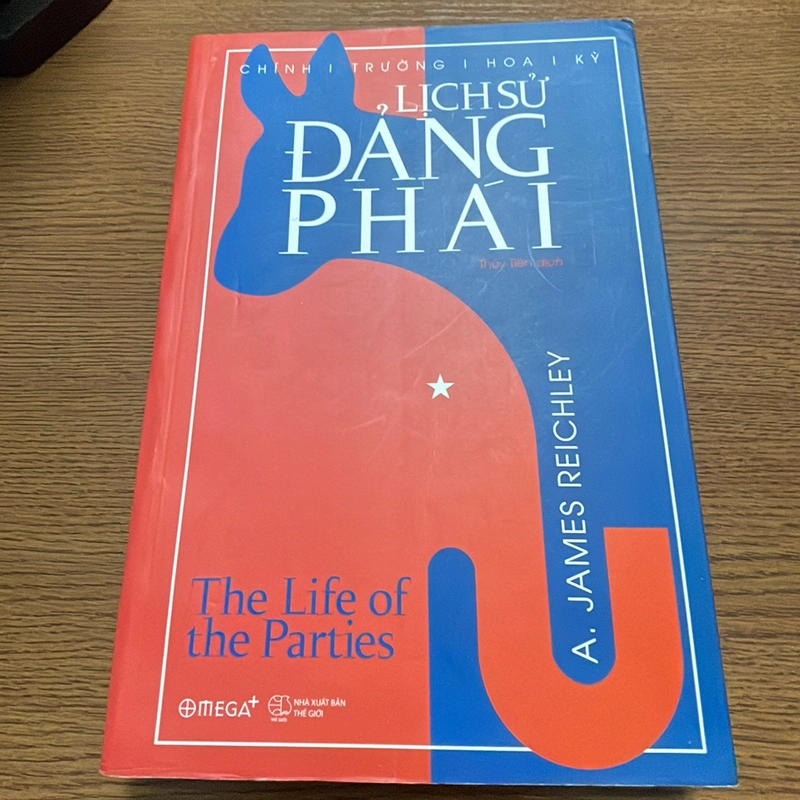 CHÍNH | TRƯỜNG | HOA | KỲ
LỊCH SỬ
ĐẢNG
PHÁI
Thùy Tiên dịch
A. JAMES REICHLEY
The Life of
the Parties
OMEGA+
NHÀ XUẤT BẢN
THẾ GIỚI